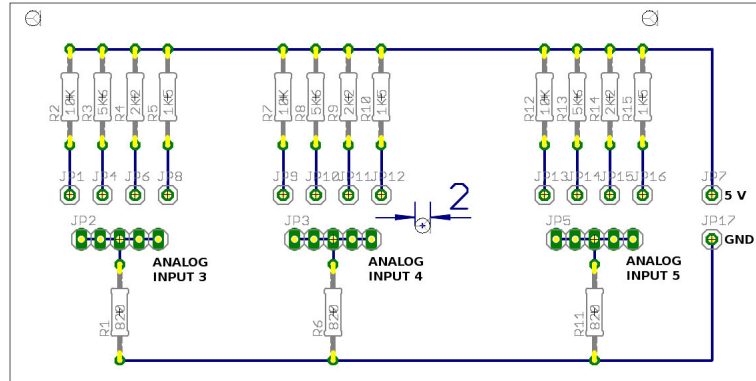 R2 10K R3 5K6 R4 2K2 R5 1K5 R7 10K R8 5K6 R9 2K2 R10 1K5 R12 10K R13 5K6 R14 2K2 R15 1K5
JP1 JP4 JP6 JP8 JP9 JP10 JP11 JP12 JP13 JP14 JP15 JP16 JP7
2
5 V
JP2 JP3 JP5 JP17
GND
ANALOG
INPUT 3
ANALOG
INPUT 4
ANALOG
INPUT 5
R1 820 R6 820 R11 820